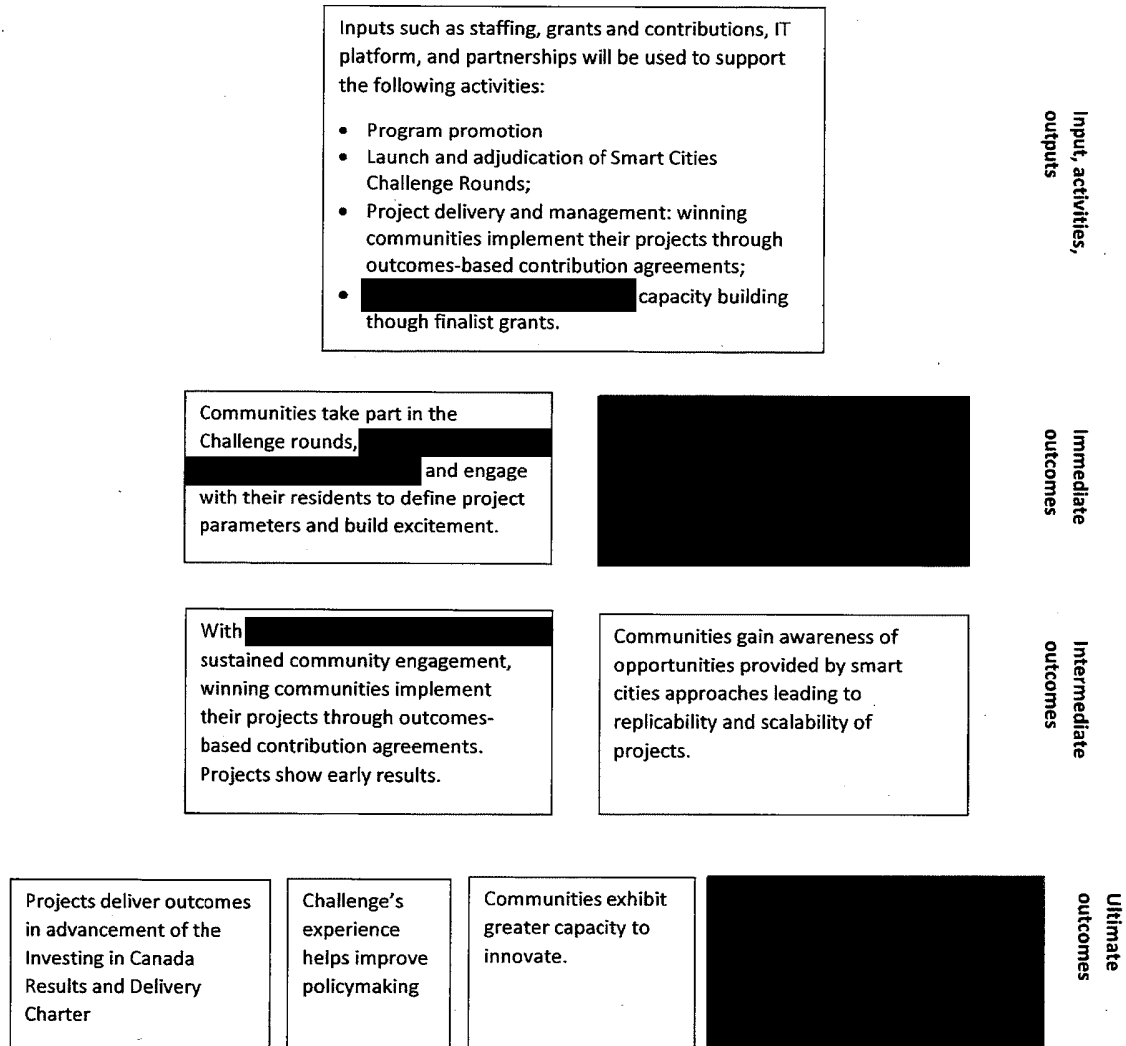 Inputs such as staffing, grants and contributions, IT
platform, and partnerships will be used to support
the following activities:
• Program promotion
• Launch and adjudication of Smart Cities
Challenge Rounds;
• Project delivery and management: winning
communities implement their projects through
outcomes-based contribution agreements;
• capacity building
though finalist grants.
Input, activities,
outputs
Communities take part in the
Challenge rounds,
and engage
with their residents to define project
parameters and build excitement.
Immediate
outcomes
With
sustained community engagement,
winning communities implement
their projects through outcomes-
based contribution agreements.
Projects show early results.
Communities gain awareness of
opportunities provided by smart
cities approaches leading to
replicability and scalability of
projects.
Intermediate
outcomes
Projects deliver outcomes
in advancement of the
Investing in Canada
Results and Delivery
Charter
Challenge's
experience
helps improve
policymaking
Communities exhibit
greater capacity to
innovate.
Ultimate
outcomes